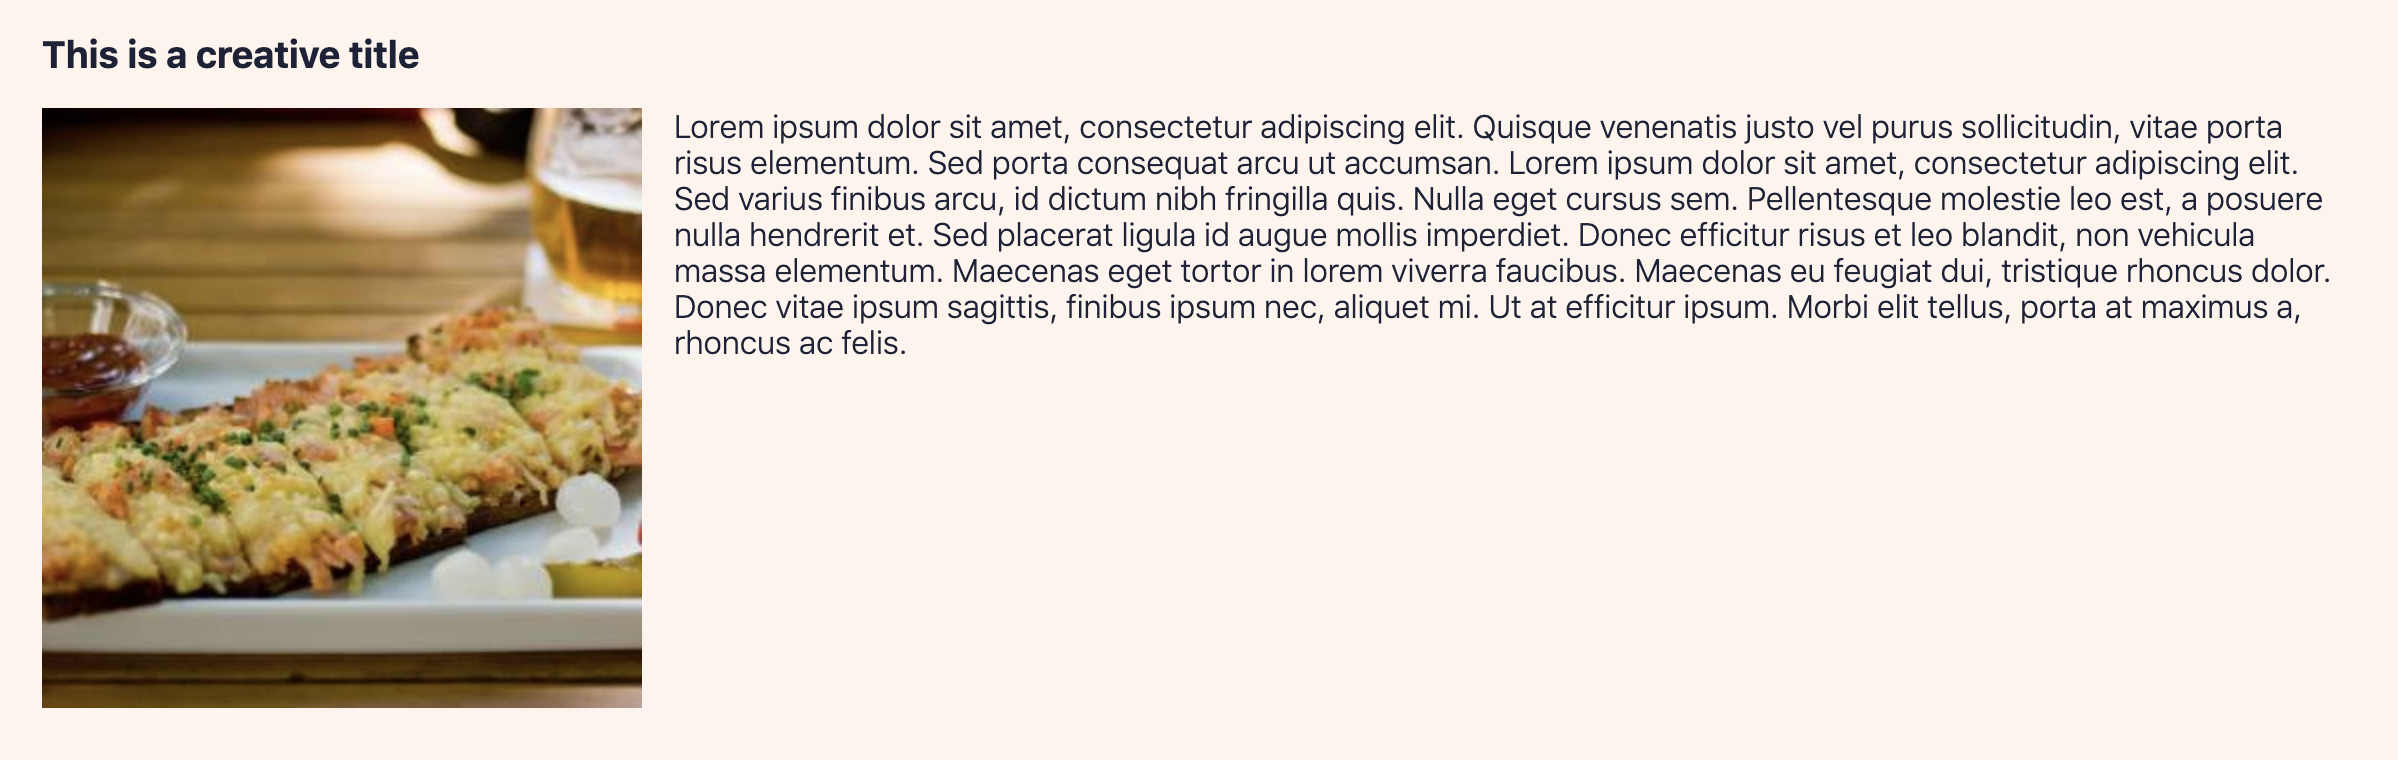 This is a creative title
Lorem ipsum dolor sit amet, consectetur adipiscing elit. Quisque venenatis justo vel purus sollicitudin, vitae porta
risus elementum. Sed porta consequat arcu ut accumsan. Lorem ipsum dolor sit amet, consectetur adipiscing elit.
Sed varius finibus arcu, id dictum nibh fringilla quis. Nulla eget cursus sem. Pellentesque molestie leo est, a posuere
nulla hendrerit et. Sed placerat ligula id augue mollis imperdiet. Donec efficitur risus et leo blandit, non vehicula
massa elementum. Maecenas eget tortor in lorem viverra faucibus. Maecenas eu feugiat dui, tristique rhoncus dolor.
Donec vitae ipsum sagittis, finibus ipsum nec, aliquet mi. Ut at efficitur ipsum. Morbi elit tellus, porta at maximus a,
rhoncus ac felis.